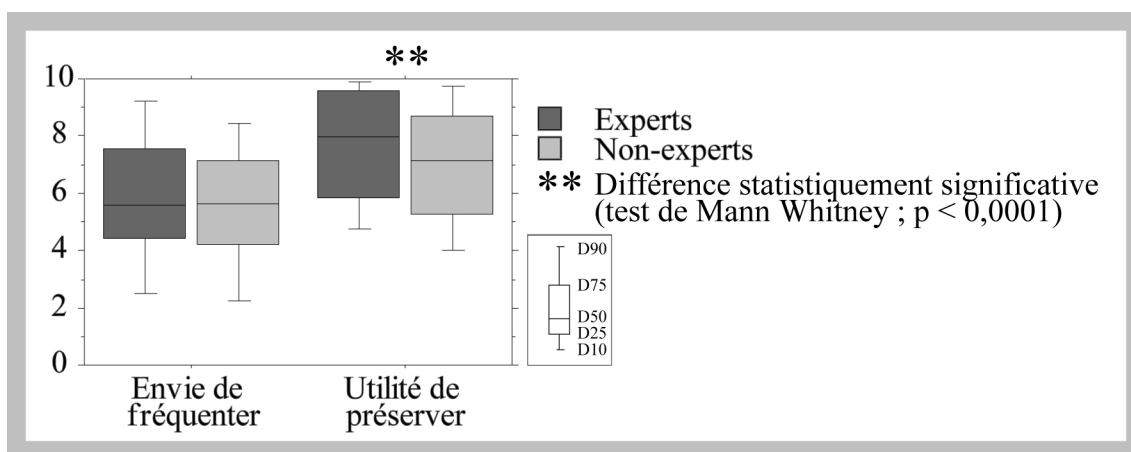 **
10
8
6
4
2
0
Envie de
fréquenter
Utilité de
préserver
Experts
Non-experts
** Différence statistiquement significative
(test de Mann Whitney ; p < 0,0001)
D90
D75
D50
D25
D10